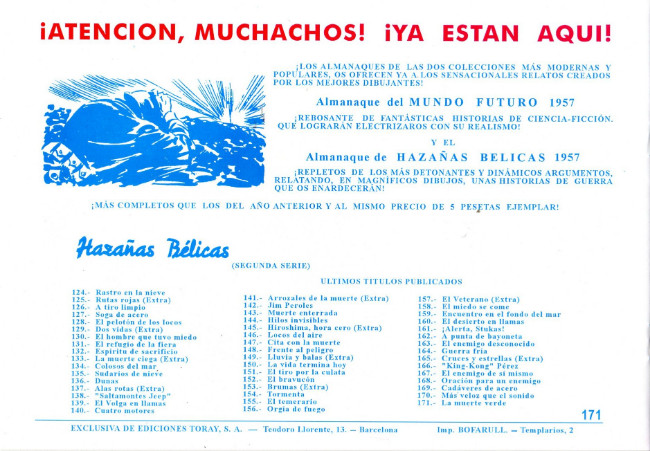 ¡ATENCION, MUCHACHOS! ¡YA ESTAN AQUI!
¡LOS ALMANAQUES DE LAS DOS COLECCIONES MÁS MODERNAS Y
POPULARES, OS OFRECEN YA A LOS SENSACIONALES RELATOS CREADOS
POR LOS MEJORES DIBUJANTES!
Almanaque del MUNDO FUTURO 1957
¡REBOSANTE DE FANTÁSTICAS HISTORIAS DE CIENCIA-FICCIÓN.
QUE LOGRARAN ELECTRIZAROS CON SU REALISMO!
Y EL
Almanaque de HAZAÑAS BELICAS 1957
¡REPLETOS DE LOS MÁS DETONANTES Y DINÁMICOS ARGUMENTOS,
RELATANDO, EN MAGNÍFICOS DIBUJOS, UNAS HISTORIAS DE GUERRA
QUE OS ENARDECERÁN!
¡MÁS COMPLETOS QUE LOS DEL AÑO ANTERIOR Y AL MISMO PRECIO DE 5 PESETAS EJEMPLAR!
Hazañas Bélicas
(SEGUNDA SERIE)
ULTIMOS TITULOS PUBLICADOS
124.- Rastro en la nieve
125.- Rutas rojas (Extra)
126.- A tiro limpio
127.- Soga de acero
128.- El pelotón de los locos
129.- Dos vidas (Extra)
130.- El hombre que tuvo miedo
131.- El refugio de la fiera
132.- Espíritu de sacrificio
133.- La muerte ciega (Extra)
134.- Colosos del mar
135.- Sudarios de nieve
136.- Dunas
137.- Alas rotas (Extra)
138.- "Saltamontes Jeep"
139.- El Volga en llamas
140.- Cuatro motores
141.- Arrozales de la muerte (Extra)
142.- Jim Peroles
143.- Muerte enterrada
144.- Hilos invisibles
145.- Hiroshima, hora cero (Extra)
146.- Locos del aire
147.- Cita con la muerte
148.- Frente al peligro
149.- Lluvia y balas (Extra)
150.- La vida termina hoy
151.- El tiro por la culata
152.- El bravucón
153.- Brumas (Extra)
154.- Tormenta
155.- El temerario
156.- Orgía de fuego
157.- El Veterano (Extra)
158.- El miedo se come
159.- Encuentro en el fondo del mar
160.- El desierto en llamas
161.- ¡Alerta, Stukas!
162.- A punta de bayoneta
163.- El enemigo desconocido
164.- Guerra fría
165.- Cruces y estrellas (Extra)
166.- "King-Kong" Pérez
167.- El enemigo de sí mismo
168.- Oración para un enemigo
169.- Cadáveres de acero
170.- Más veloz que el sonido
171.- La muerte verde
171
EXCLUSIVA DE EDICIONES TORAY, S. A. — Teodoro Llorente, 13. - Barcelona Imp. BOFARULL. - Templarios, 2